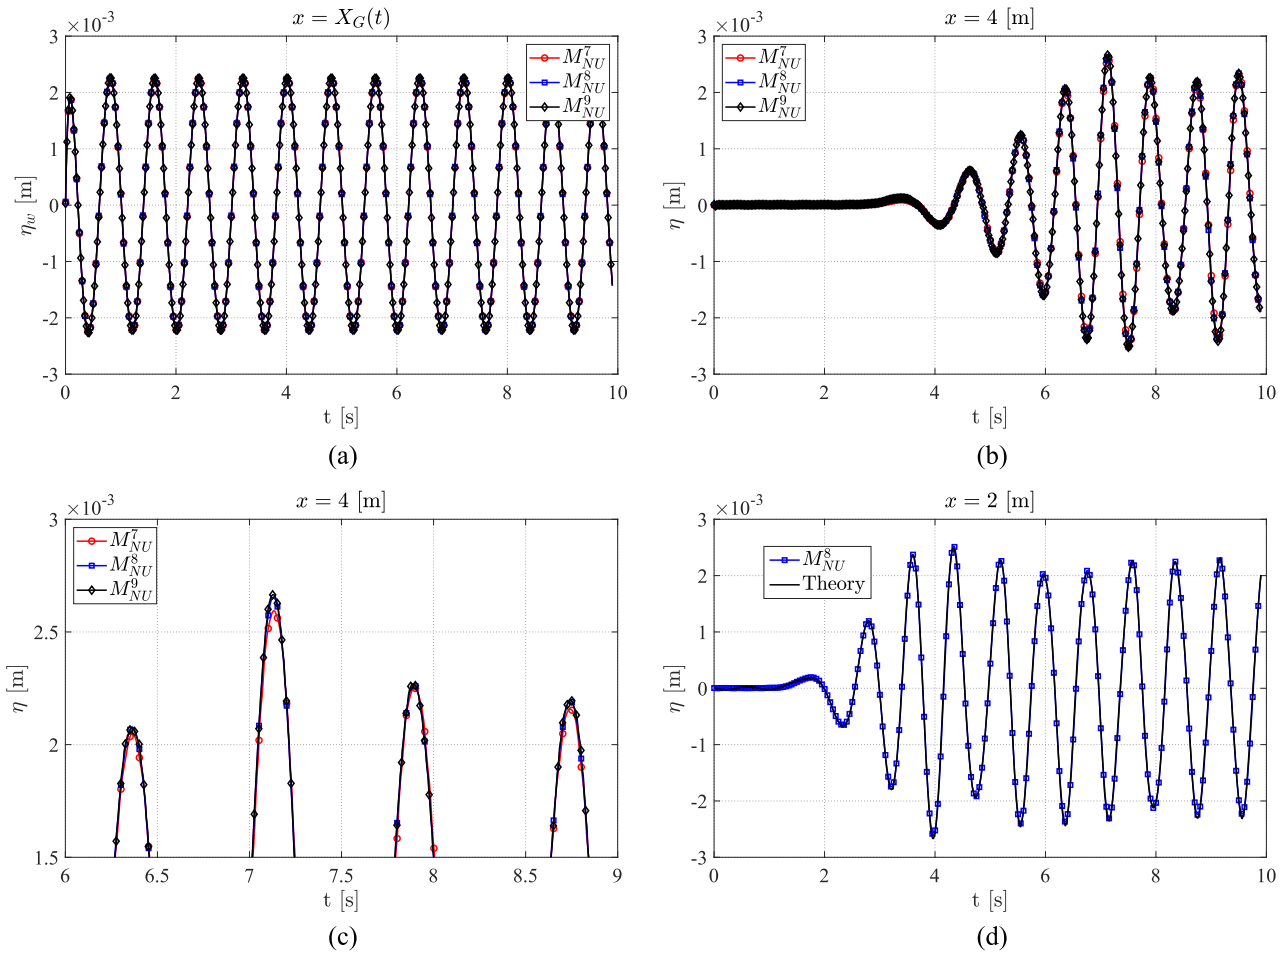 ×10⁻³
x = X_G(t)
3
2
1
0
-1
-2
-3
η_w [m]
M⁷_NU
M⁸_NU
M⁹_NU
0 2 4 6 8 10
t [s]
(a)
×10⁻³
x = 4 [m]
3
2
1
0
-1
-2
-3
η [m]
M⁷_NU
M⁸_NU
M⁹_NU
0 2 4 6 8 10
t [s]
(b)
×10⁻³
x = 4 [m]
3
2.5
2
1.5
η [m]
M⁷_NU
M⁸_NU
M⁹_NU
6 6.5 7 7.5 8 8.5 9
t [s]
(c)
×10⁻³
x = 2 [m]
3
2
1
0
-1
-2
-3
η [m]
M⁸_NU
Theory
0 2 4 6 8 10
t [s]
(d)